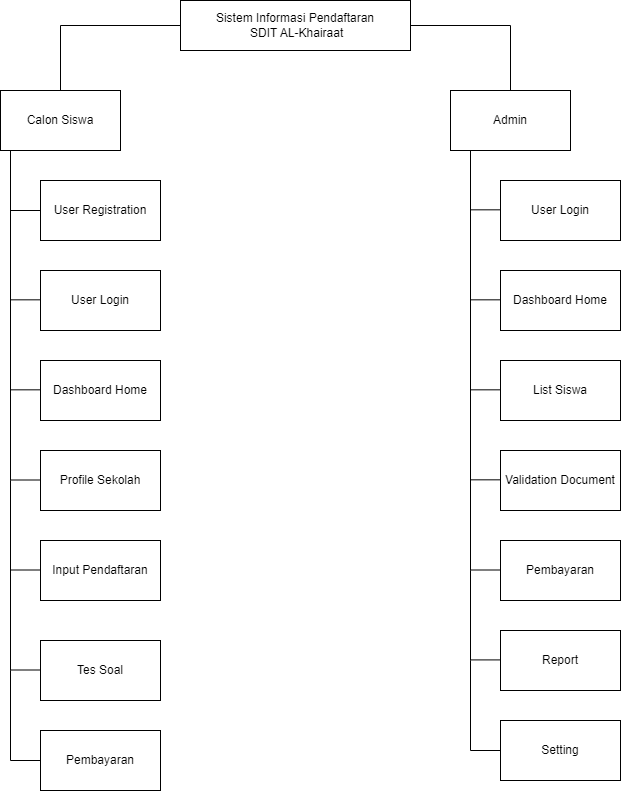 Sistem Informasi Pendaftaran
SDIT AL-Khairaat
Calon Siswa
User Registration
User Login
Dashboard Home
Profile Sekolah
Input Pendaftaran
Tes Soal
Pembayaran
Admin
User Login
Dashboard Home
List Siswa
Validation Document
Pembayaran
Report
Setting